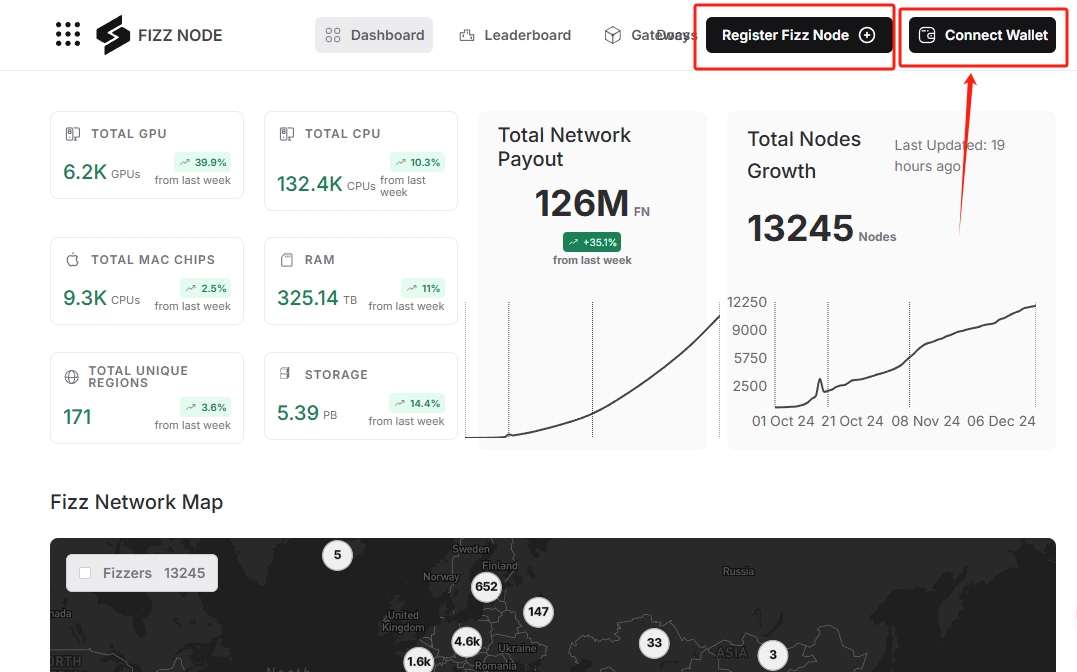 FIZZ NODE
Dashboard
Leaderboard
Gateways
Docs
Register Fizz Node
Connect Wallet
TOTAL GPU
6.2K GPUs
39.9%
from last week
TOTAL CPU
132.4K CPUs
10.3%
from last
week
TOTAL MAC CHIPS
9.3K CPUs
2.5%
from last week
RAM
325.14 TB
11%
from last week
TOTAL UNIQUE
REGIONS
171
3.6%
from last week
STORAGE
5.39 PB
14.4%
from last week
Total Network
Payout
126M FN
+35.1%
from last week
Total Nodes
Growth
Last Updated: 19
hours ago
13245 Nodes
12250
9000
5750
2500
01 Oct 24 21 Oct 24 08 Nov 24 06 Dec 24
Fizz Network Map
Fizzers 13245
5
Sweden
Finland
Norway
652
Russia
147
nada
United
Kingdom
4.6k
Ukraine
33
ASIA
3
1.6k
Romania
ORTH
North